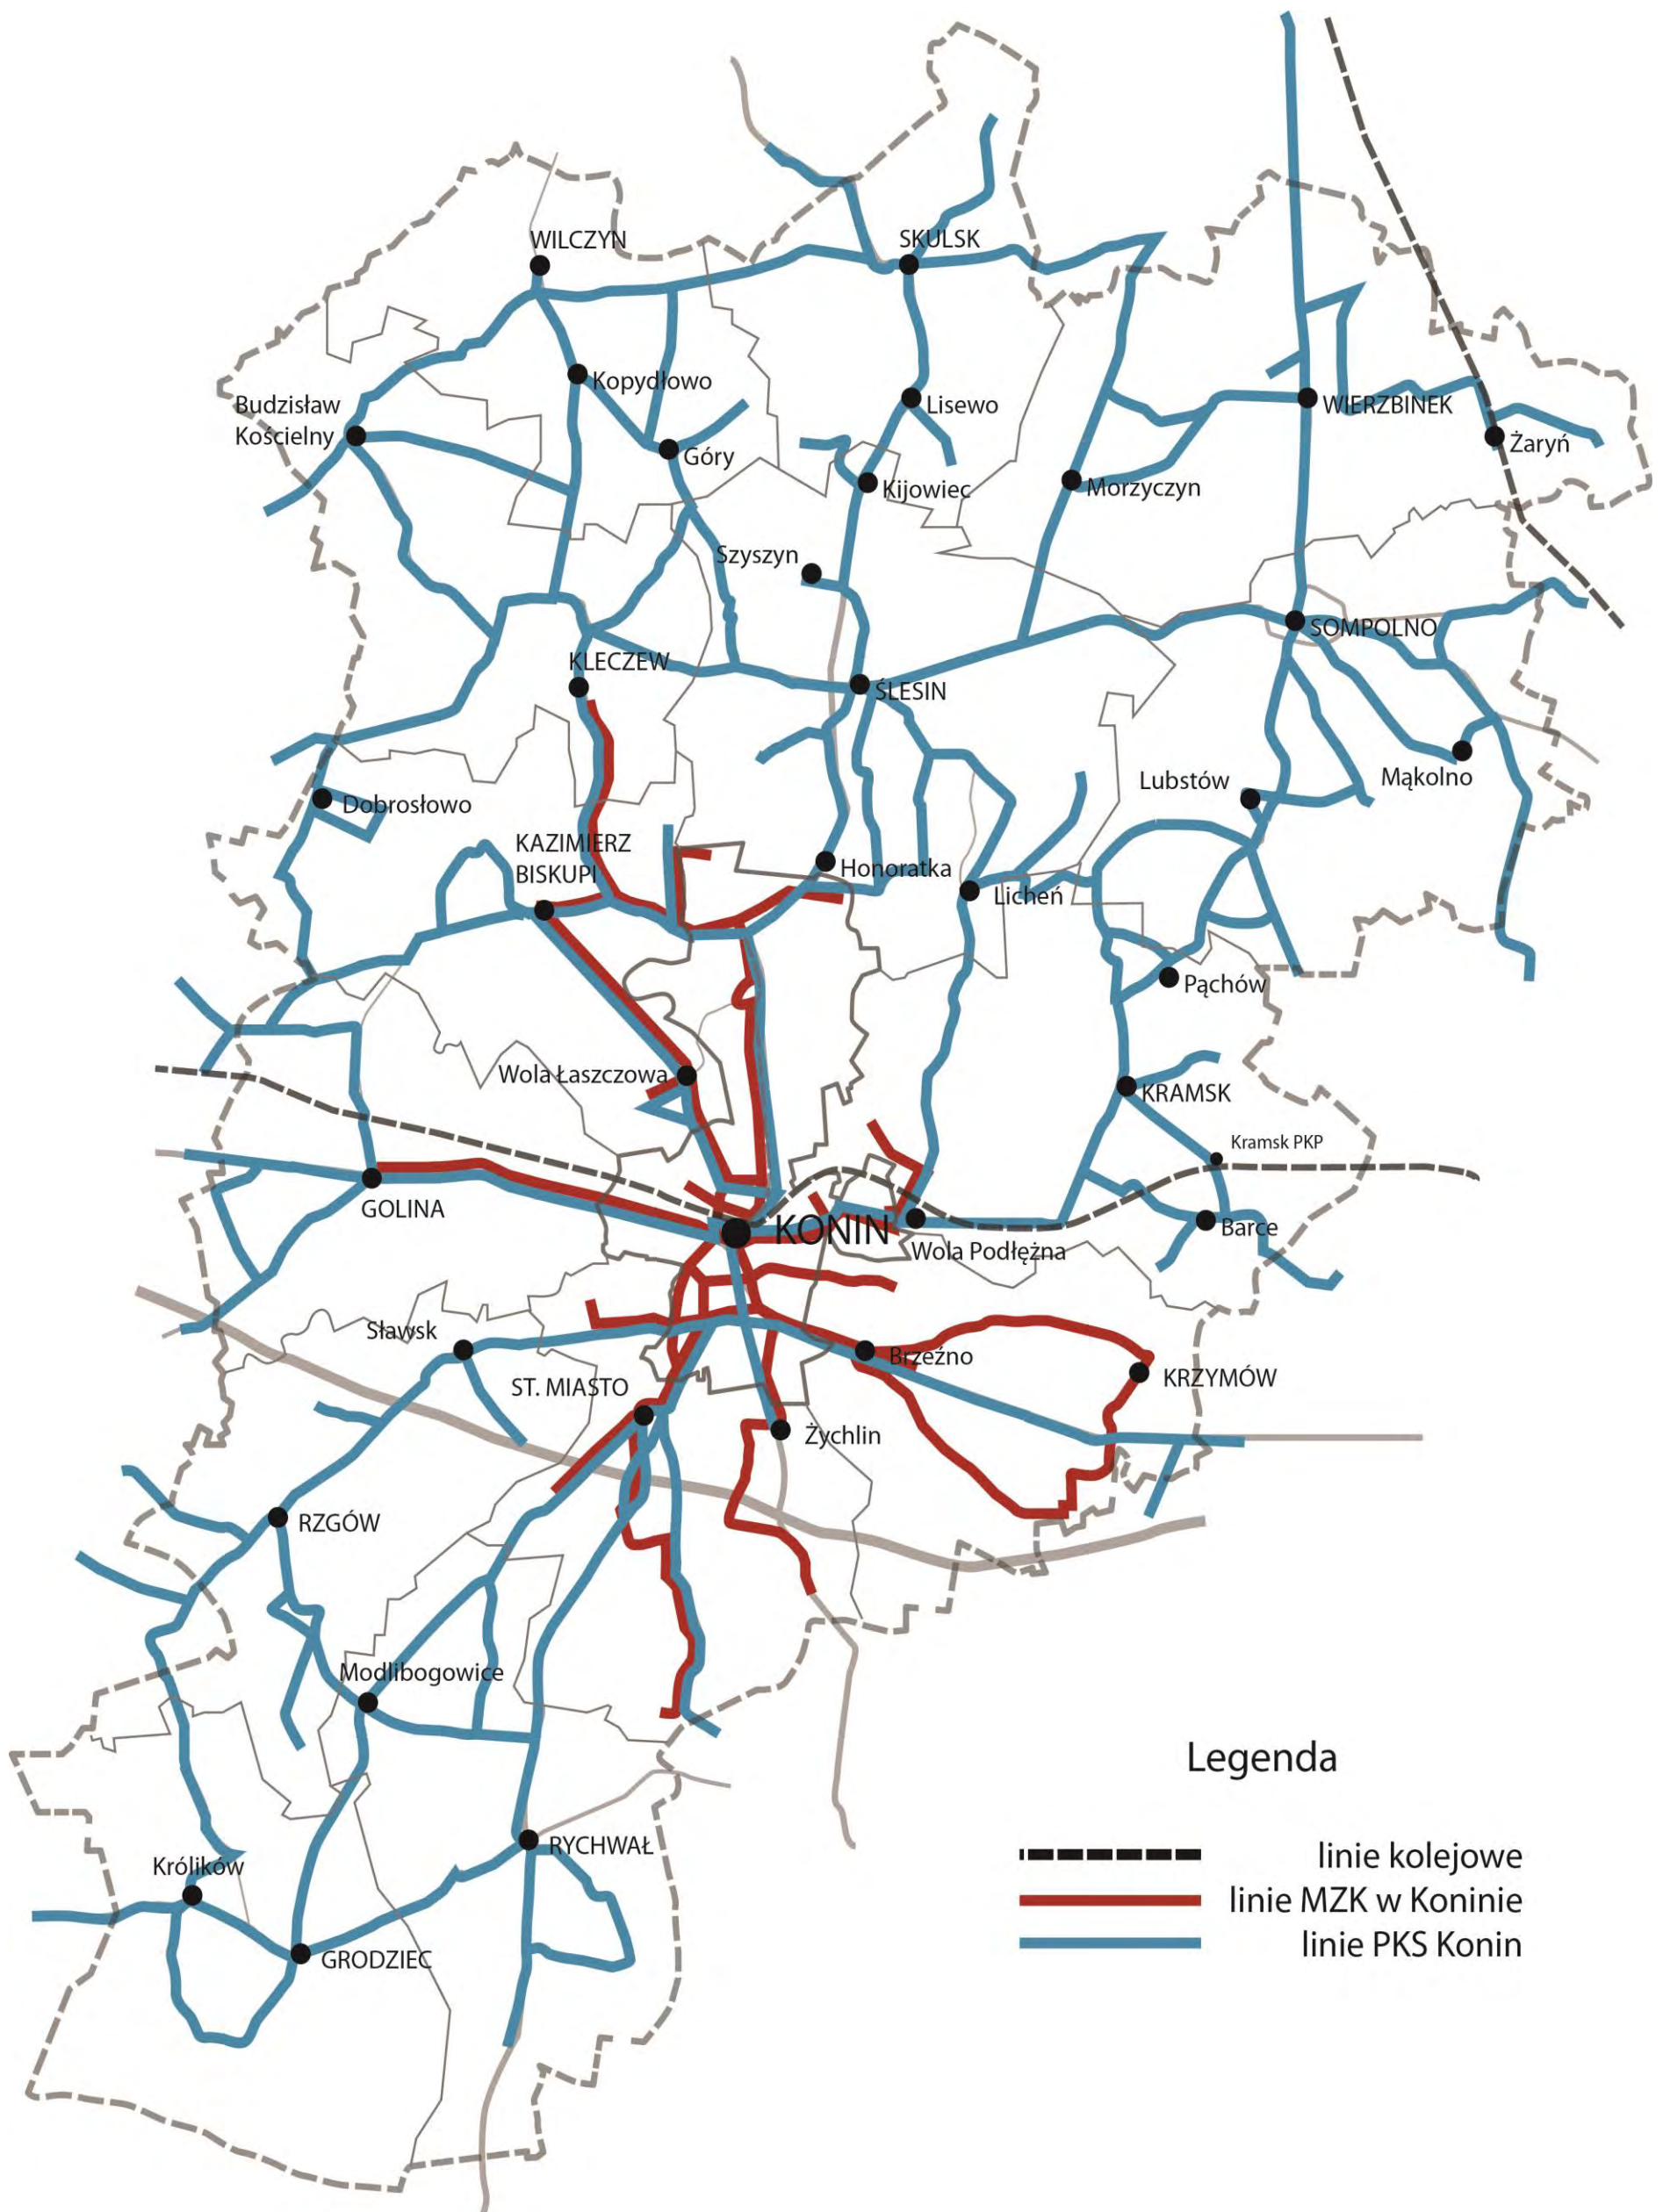 WILCZYN
SKULSK
Kopydłowo
Budzisław
Kościelny
Lisewo
WIERZBINEK
Góry
Żaryń
Kijowiec
Morzyczyn
Szyszyn
SOMPOLNO
KLECZEW
ŚLESIN
Mąkolno
Lubstów
Dobrosłowo
KAZIMIERZ
BISKUPI
Honoratka
Licheń
Pąchów
Wola Łaszczowa
KRAMSK
Kramsk PKP
GOLINA
KONIN
Barce
Wola Podłężna
Sławsk
Brzeźno
KRZYMÓW
ST. MIASTO
Żychlin
RZGÓW
Modlibogowice
RYCHWAŁ
Królików
GRODZIEC
Legenda
linie kolejowe
linie MZK w Koninie
linie PKS Konin